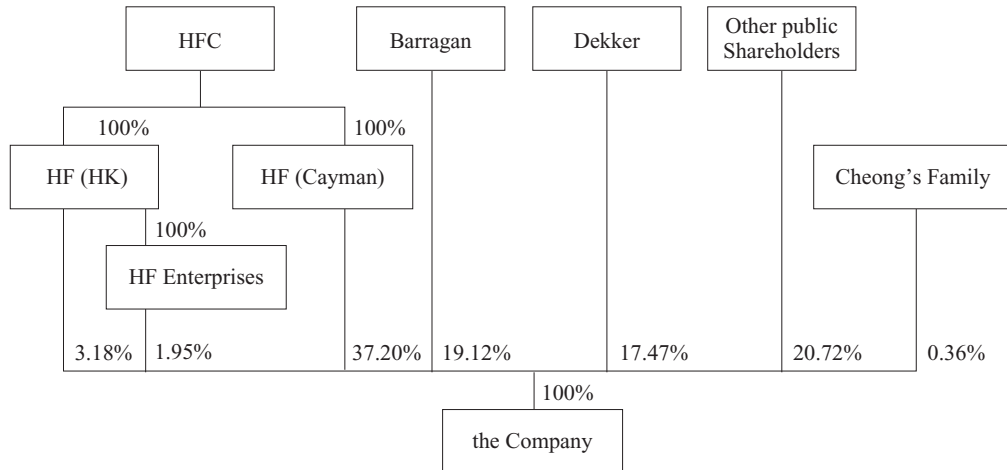 HFC
Barragan
Dekker
Other public
Shareholders
100%
100%
HF (HK)
HF (Cayman)
Cheong’s Family
100%
HF Enterprises
3.18%
1.95%
37.20%
19.12%
17.47%
20.72%
0.36%
100%
the Company